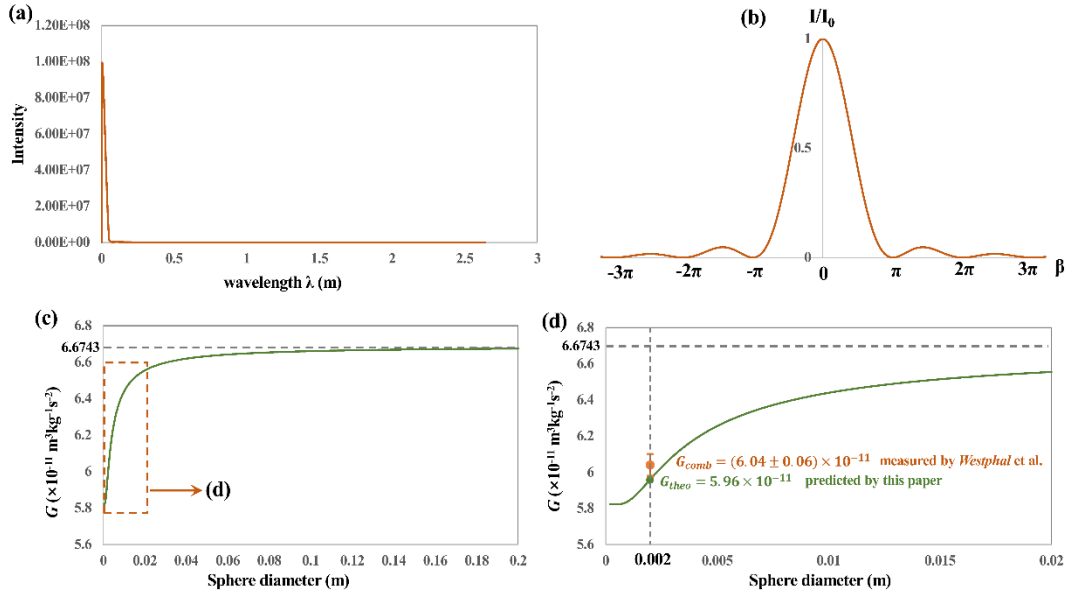 (a)
1.20E+08
1.00E+08
8.00E+07
6.00E+07
4.00E+07
2.00E+07
0.00E+00
Intensity
0 0.5 1 1.5 2 2.5 3
wavelength λ (m)
(b)
I/I0
1
0.5
-3π -2π -π 0 π 2π 3π β
(c)
6.8
6.6743
6.6
6.4
6.2
6
5.8
5.6
G (×10⁻¹¹ m³kg⁻¹s⁻²)
(d)
0 0.02 0.04 0.06 0.08 0.1 0.12 0.14 0.16 0.18 0.2
Sphere diameter (m)
(d)
6.8
6.6743
6.6
6.4
6.2
6
5.8
5.6
G (×10⁻¹¹ m³kg⁻¹s⁻²)
Gcomb = (6.04 ± 0.06) × 10⁻¹¹ measured by Westphal et al.
Gtheo = 5.96 × 10⁻¹¹ predicted by this paper
0 0.002 0.005 0.01 0.015 0.02
Sphere diameter (m)